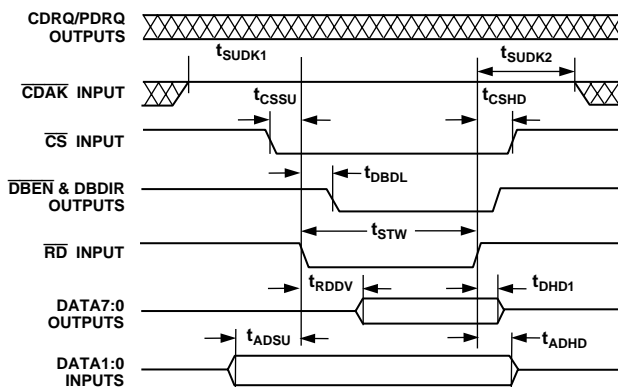 CDRQ/PDRQ
OUTPUTS
tSUDK1
tSUDK2
CDAK INPUT
tCSSU
tCSHD
CS INPUT
tDBDL
DBEN & DBDIR
OUTPUTS
tSTW
RD INPUT
tRDDV
tDHD1
DATA7:0
OUTPUTS
tADSU
tADHD
DATA1:0
INPUTS